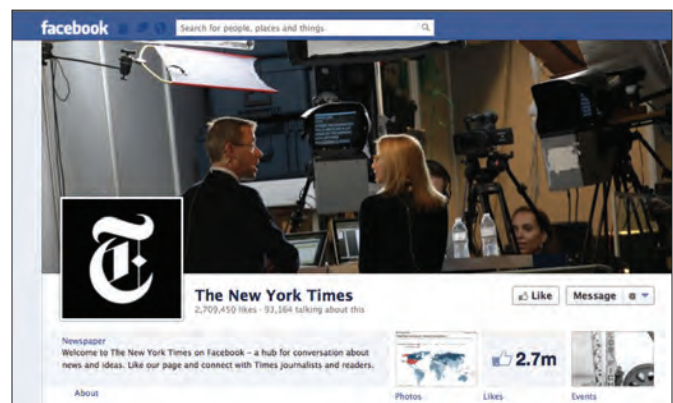 facebook
Search for people, places and things
The New York Times
2,709,450 likes · 93,164 talking about this
Like
Message
Newspaper
Welcome to The New York Times on Facebook – a hub for conversation about
news and ideas. Like our page and connect with Times journalists and readers.
2.7m
About
Photos
Likes
Events